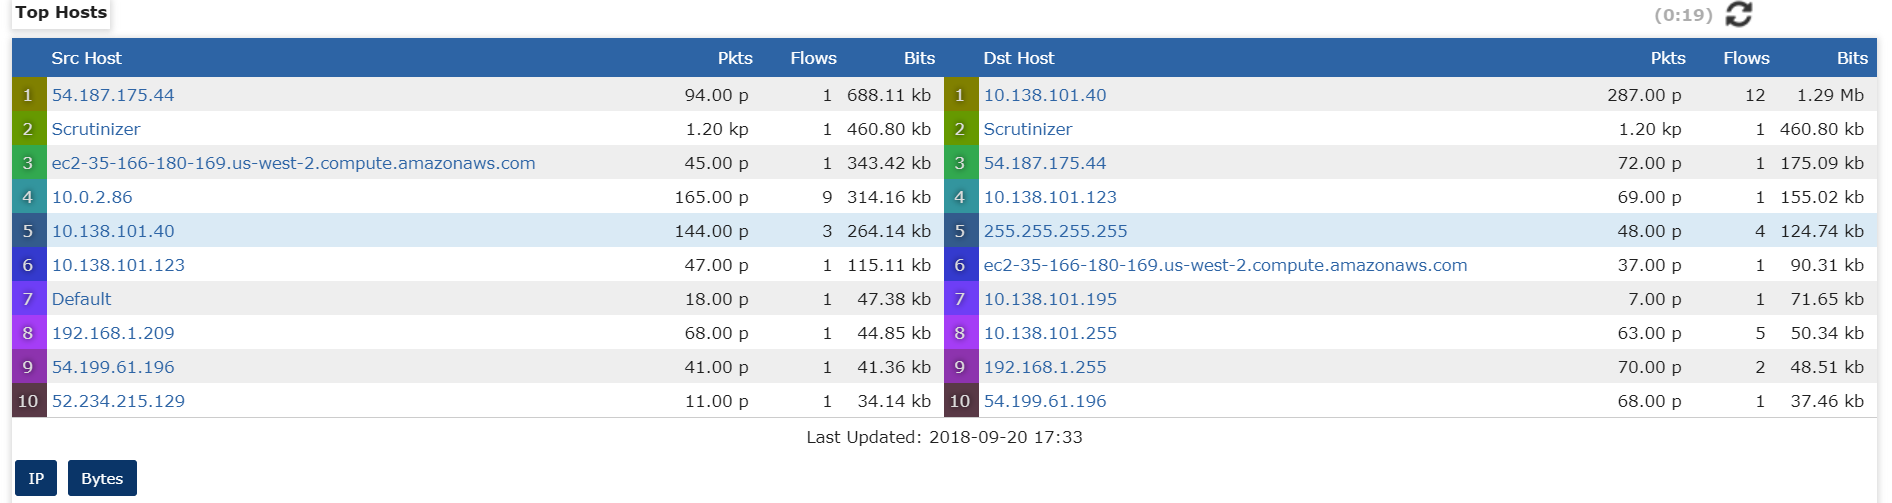 Top Hosts (0:19)
Src Host Pkts Flows Bits Dst Host Pkts Flows Bits
1 54.187.175.44 94.00 p 1 688.11 kb 1 10.138.101.40 287.00 p 12 1.29 Mb
2 Scrutinizer 1.20 kp 1 460.80 kb 2 Scrutinizer 1.20 kp 1 460.80 kb
3 ec2-35-166-180-169.us-west-2.compute.amazonaws.com 45.00 p 1 343.42 kb 3 54.187.175.44 72.00 p 1 175.09 kb
4 10.0.2.86 165.00 p 9 314.16 kb 4 10.138.101.123 69.00 p 1 155.02 kb
5 10.138.101.40 144.00 p 3 264.14 kb 5 255.255.255.255 48.00 p 4 124.74 kb
6 10.138.101.123 47.00 p 1 115.11 kb 6 ec2-35-166-180-169.us-west-2.compute.amazonaws.com 37.00 p 1 90.31 kb
7 Default 18.00 p 1 47.38 kb 7 10.138.101.195 7.00 p 1 71.65 kb
8 192.168.1.209 68.00 p 1 44.85 kb 8 10.138.101.255 63.00 p 5 50.34 kb
9 54.199.61.196 41.00 p 1 41.36 kb 9 192.168.1.255 70.00 p 2 48.51 kb
10 52.234.215.129 11.00 p 1 34.14 kb 10 54.199.61.196 68.00 p 1 37.46 kb
Last Updated: 2018-09-20 17:33
IP Bytes